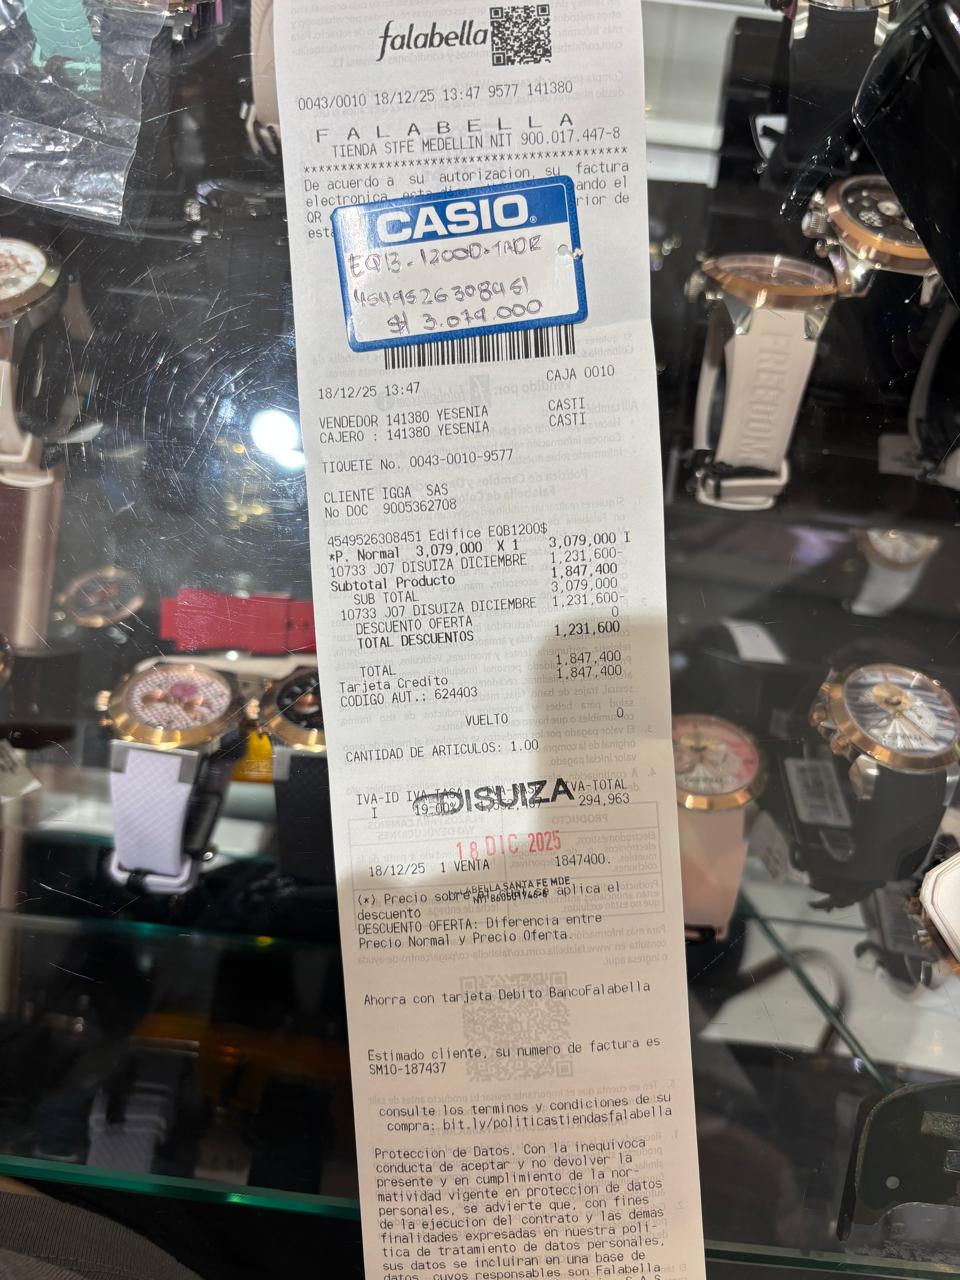 falabella
0043/0010 18/12/25 13:47 9577 141380
F A L A B E L L A
TIENDA STFE MEDELLIN NIT 900.017.447-8
******************************************
De acuerdo a su autorizacion, su factura
electronica ando el
QR rior de
esta
CASIO
EQB-1200D-1ADR
4549526308451
$ 3.079.000
18/12/25 13:47 CAJA 0010
VENDEDOR 141380 YESENIA CASTI
CAJERO : 141380 YESENIA CASTI
TIQUETE No. 0043-0010-9577
CLIENTE IGGA SAS
No DOC 9005362708
4549526308451 Edifice EQB1200$
*P. Normal 3,079,000 X 1 3,079,000 I
10733 J07 DISUIZA DICIEMBRE 1,231,600-
Subtotal Producto 1,847,400
SUB TOTAL 3,079,000
10733 J07 DISUIZA DICIEMBRE 1,231,600-
DESCUENTO OFERTA 0
TOTAL DESCUENTOS 1,231,600
TOTAL 1,847,400
Tarjeta Credito 1,847,400
CODIGO AUT.: 624403
VUELTO 0
CANTIDAD DE ARTICULOS: 1.00
IVA-ID IVA-TASA IVA-TOTAL
I 19.00% 294,963
DISUIZA
18 DIC 2025
18/12/25 1 VENTA 1847400.
FALABELLA SANTA FE MDE
(*) Precio sobre el aplica el
descuento
DESCUENTO OFERTA: Diferencia entre
Precio Normal y Precio Oferta.
Ahorra con tarjeta Debito BancoFalabella
Estimado cliente, su numero de factura es
SM10-187437
consulte los terminos y condiciones de su
compra: bit.ly/politicastiendasfalabella
Proteccion de Datos. Con la inequivoca
conducta de aceptar y no devolver la
presente y en cumplimiento de la nor-
matividad vigente en proteccion de datos
personales, se advierte que, con fines
de la ejecucion del contrato y las demas
finalidades expresadas en nuestra poli-
tica de tratamiento de datos personales,
sus datos se incluiran en una base de
datos, cuyos responsables son Falabella
FREEDOM